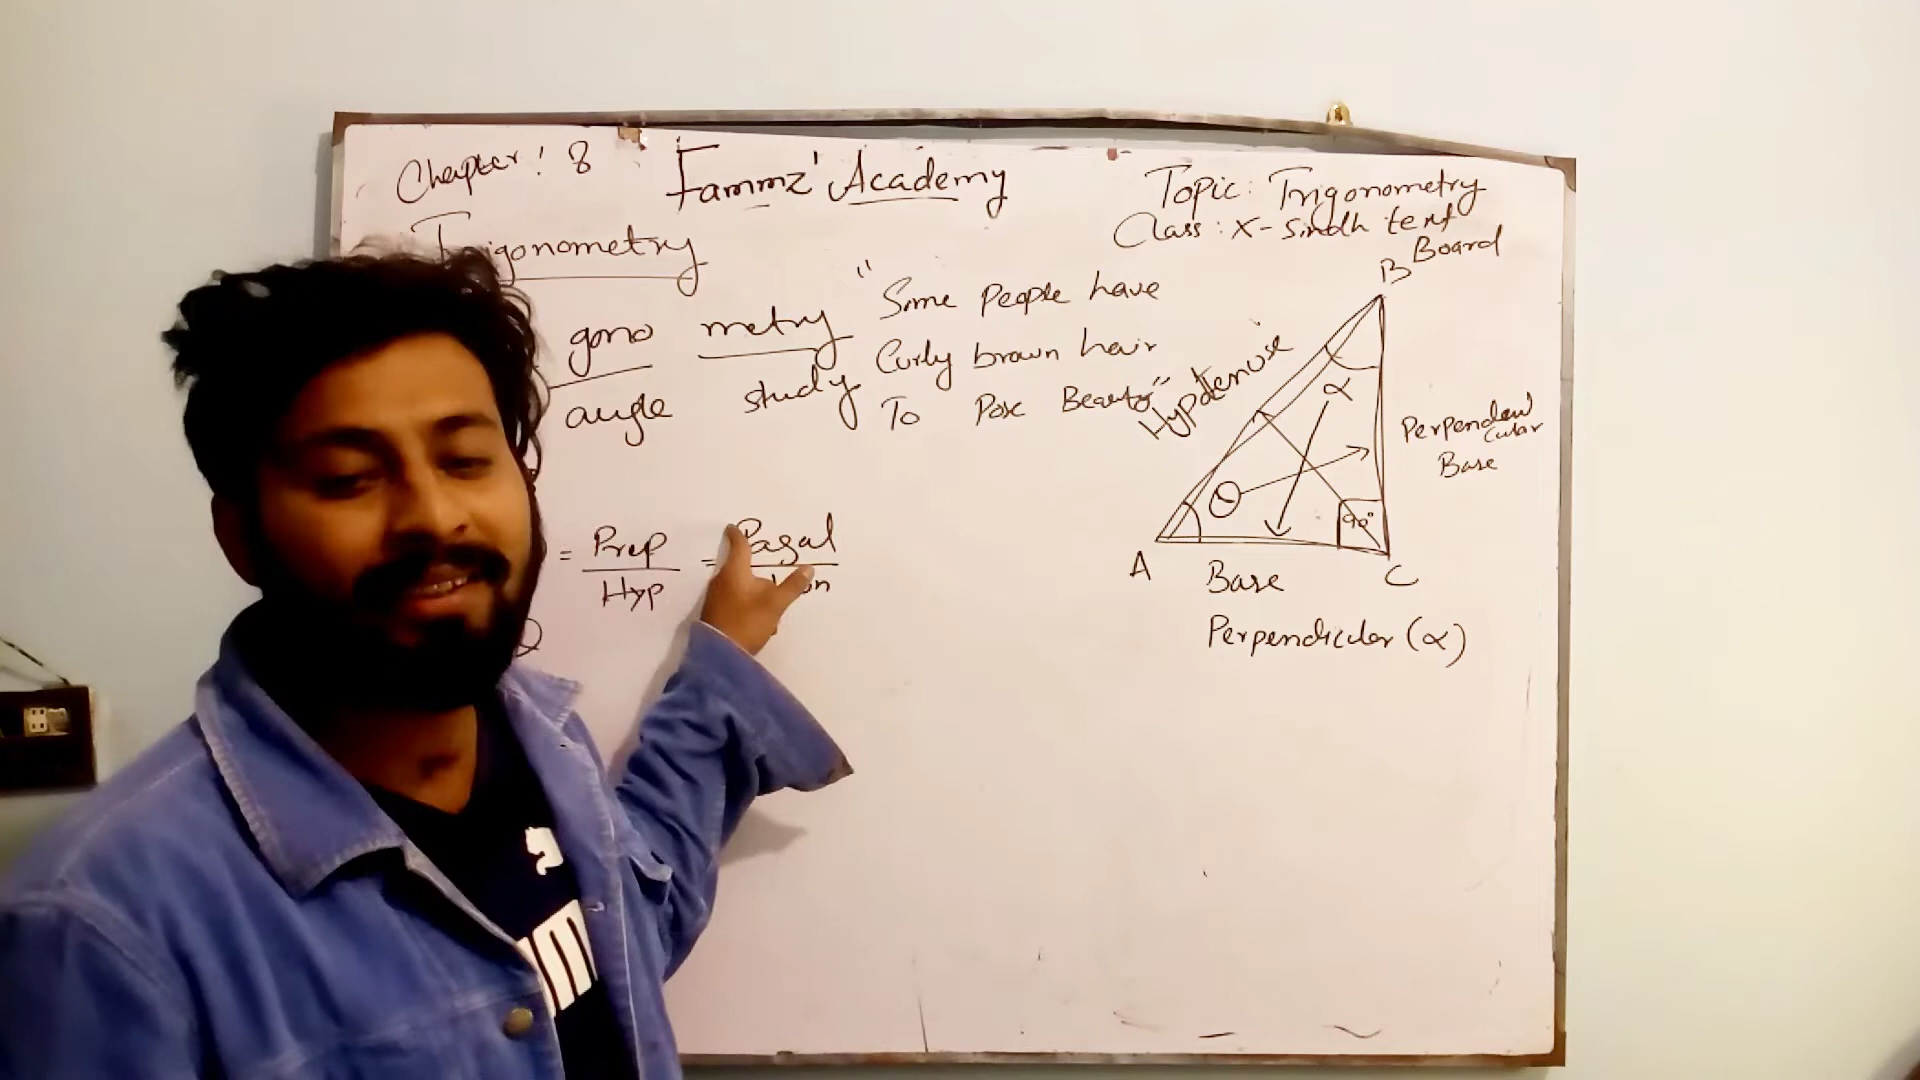 Chapter: 8
Fammz' Academy
Topic: Trigonometry
Class: X- Sindh text
Board
Trigonometry
gono metry
angle study
"Some People have
Curly brown hair
To Pose Beauty"
= Prep = Pagal
Hyp
B
Hypotenuse
α
Perpendicular
Base
θ
90°
A
Base
C
Perpendicular (α)